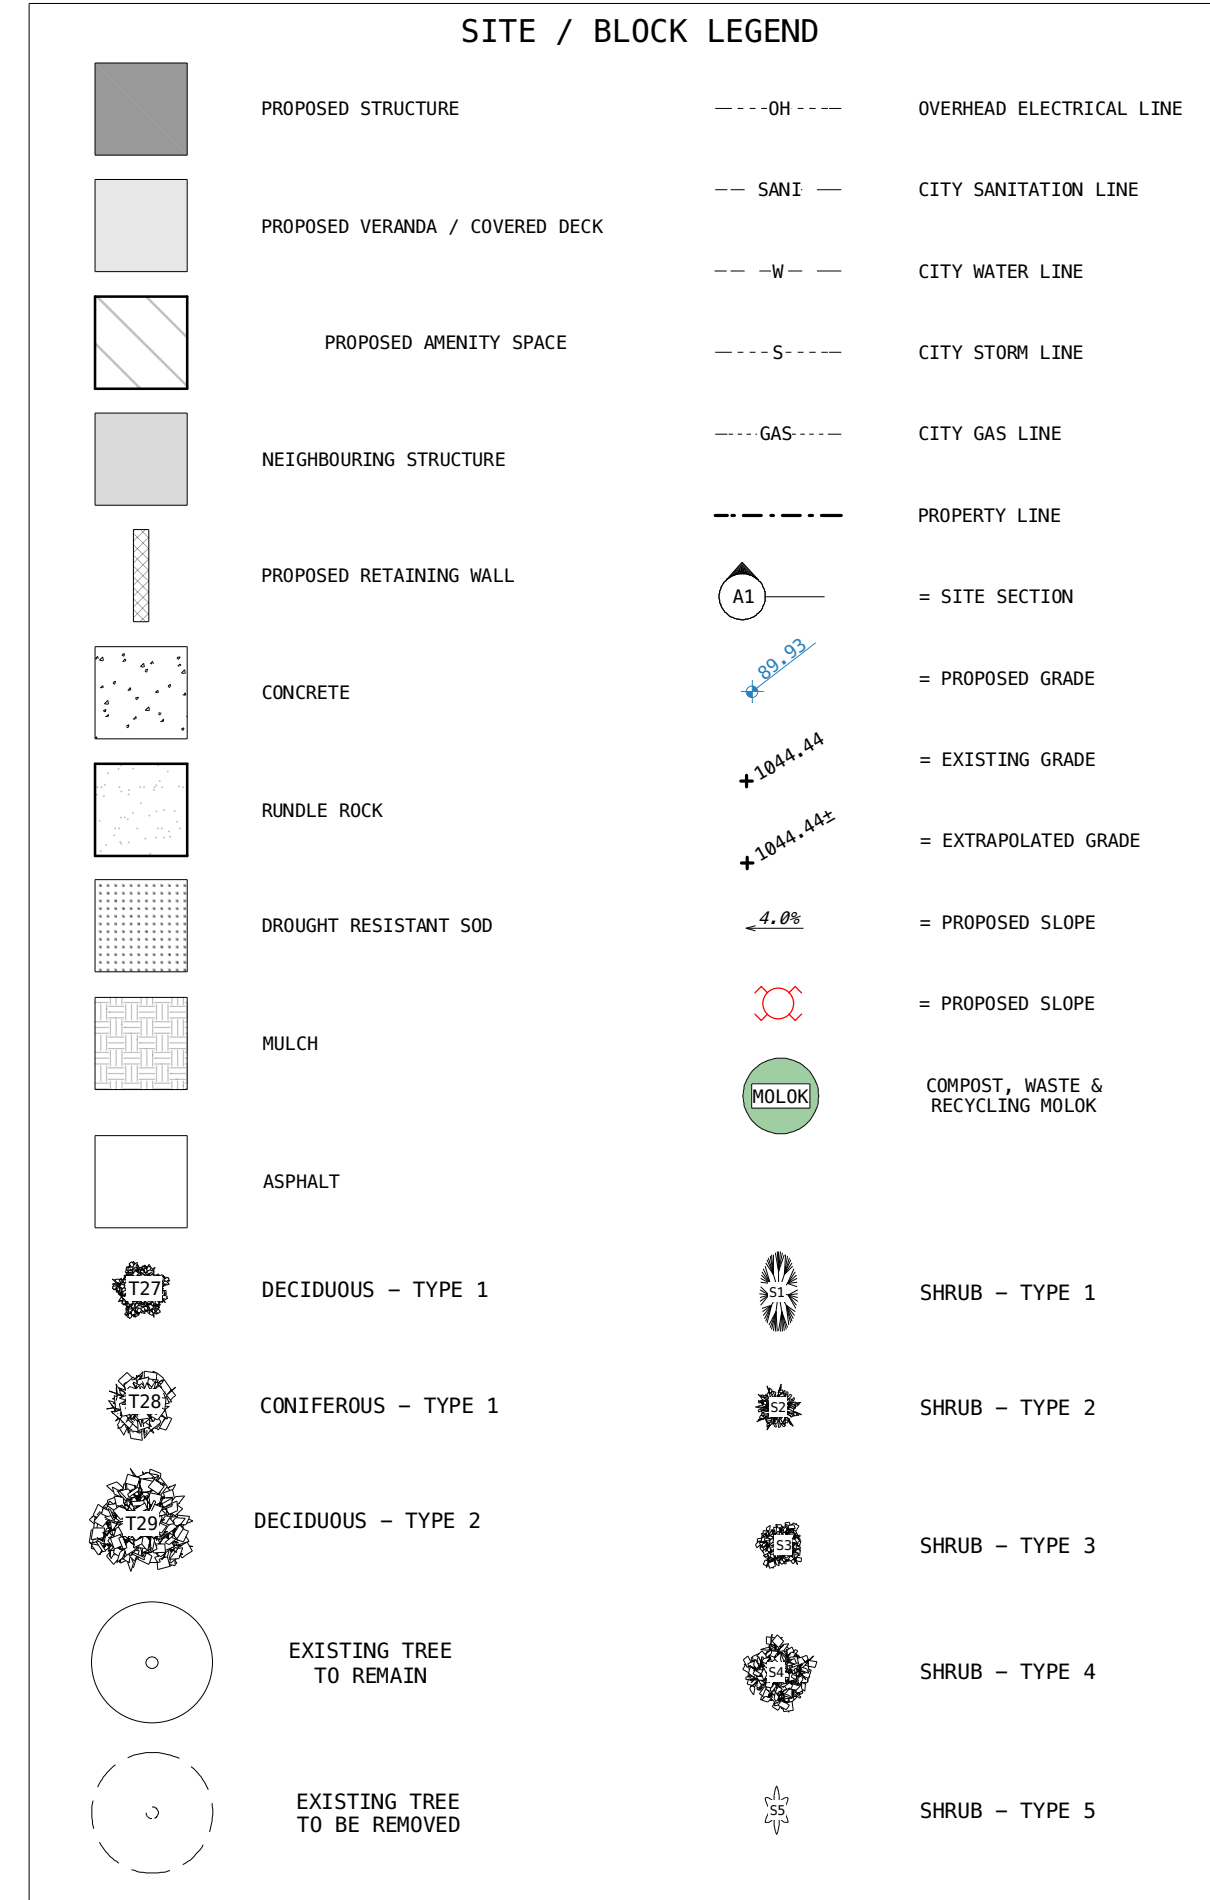 SITE / BLOCK LEGEND
PROPOSED STRUCTURE
PROPOSED VERANDA / COVERED DECK
PROPOSED AMENITY SPACE
NEIGHBOURING STRUCTURE
PROPOSED RETAINING WALL
CONCRETE
RUNDLE ROCK
DROUGHT RESISTANT SOD
MULCH
ASPHALT
T27 DECIDUOUS – TYPE 1
T28 CONIFEROUS – TYPE 1
T29 DECIDUOUS – TYPE 2
EXISTING TREE
TO REMAIN
EXISTING TREE
TO BE REMOVED
OH OVERHEAD ELECTRICAL LINE
SANI CITY SANITATION LINE
W CITY WATER LINE
S CITY STORM LINE
GAS CITY GAS LINE
PROPERTY LINE
A1 = SITE SECTION
89.93 = PROPOSED GRADE
1044.44 = EXISTING GRADE
1044.44± = EXTRAPOLATED GRADE
4.0% = PROPOSED SLOPE
= PROPOSED SLOPE
MOLOK COMPOST, WASTE &
RECYCLING MOLOK
S1 SHRUB – TYPE 1
S2 SHRUB – TYPE 2
S3 SHRUB – TYPE 3
S4 SHRUB – TYPE 4
S5 SHRUB – TYPE 5